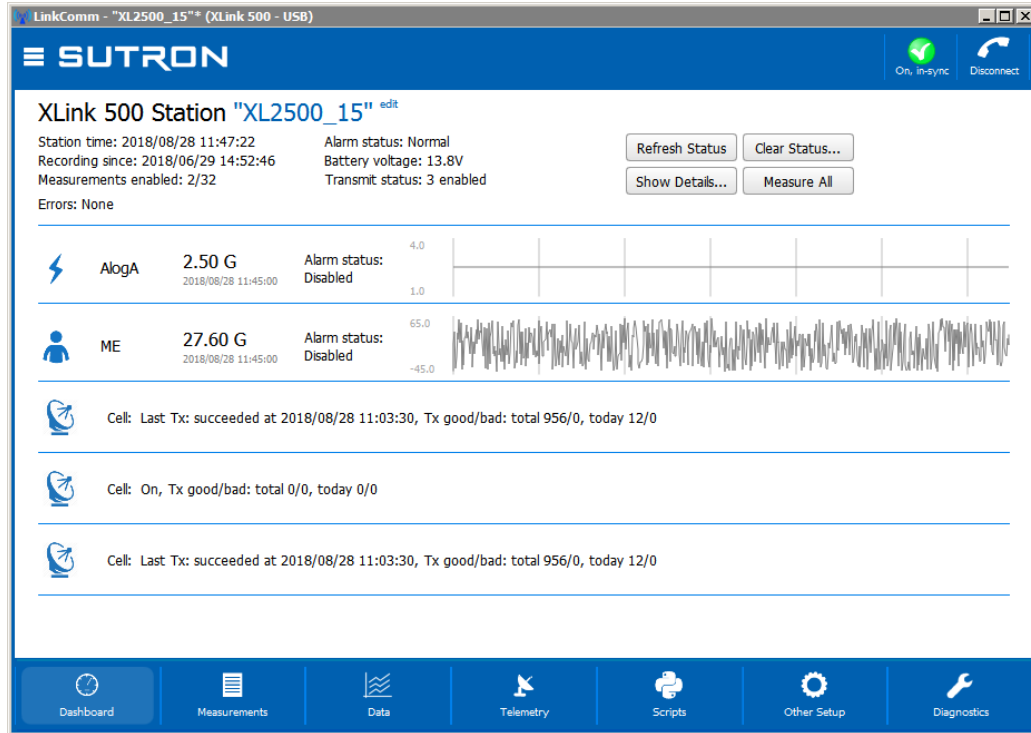 LinkComm - "XL2500_15"* (XLink 500 - USB)
SUTRON
On, in-sync
Disconnect
XLink 500 Station "XL2500_15" edit
Station time: 2018/08/28 11:47:22
Recording since: 2018/06/29 14:52:46
Measurements enabled: 2/32
Errors: None
Alarm status: Normal
Battery voltage: 13.8V
Transmit status: 3 enabled
Refresh Status
Clear Status...
Show Details...
Measure All
AlogA
2.50 G
2018/08/28 11:45:00
Alarm status:
Disabled
4.0
1.0
ME
27.60 G
2018/08/28 11:45:00
Alarm status:
Disabled
65.0
-45.0
Cell: Last Tx: succeeded at 2018/08/28 11:03:30, Tx good/bad: total 956/0, today 12/0
Cell: On, Tx good/bad: total 0/0, today 0/0
Cell: Last Tx: succeeded at 2018/08/28 11:03:30, Tx good/bad: total 956/0, today 12/0
Dashboard
Measurements
Data
Telemetry
Scripts
Other Setup
Diagnostics